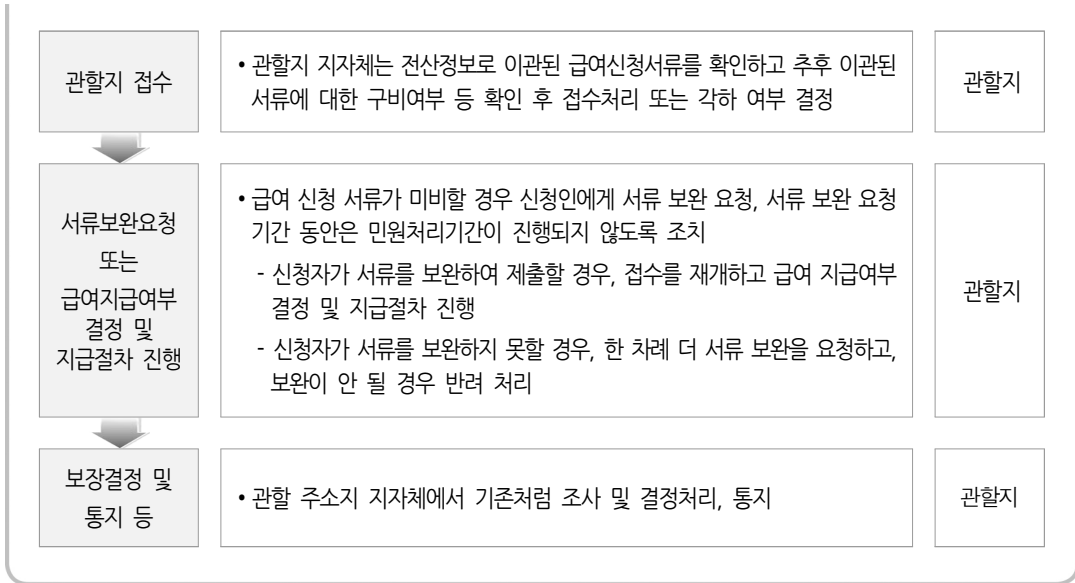 관할지 접수
• 관할지 지자체는 전산정보로 이관된 급여신청서류를 확인하고 추후 이관된
서류에 대한 구비여부 등 확인 후 접수처리 또는 각하 여부 결정
관할지
서류보완요청
또는
급여지급여부
결정 및
지급절차 진행
• 급여 신청 서류가 미비할 경우 신청인에게 서류 보완 요청, 서류 보완 요청
기간 동안은 민원처리기간이 진행되지 않도록 조치
- 신청자가 서류를 보완하여 제출할 경우, 접수를 재개하고 급여 지급여부
결정 및 지급절차 진행
- 신청자가 서류를 보완하지 못할 경우, 한 차례 더 서류 보완을 요청하고,
보완이 안 될 경우 반려 처리
관할지
보장결정 및
통지 등
• 관할 주소지 지자체에서 기존처럼 조사 및 결정처리, 통지
관할지